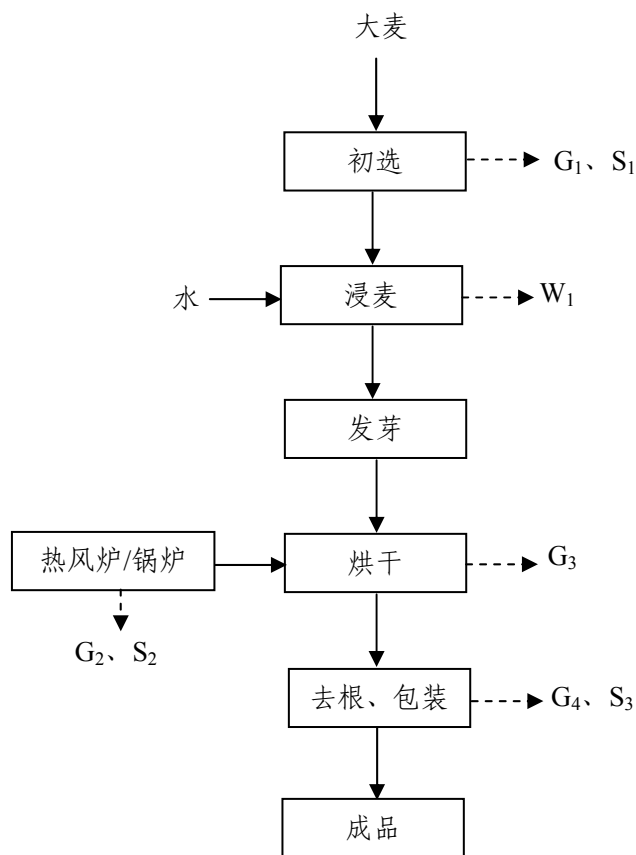 大麦
初选
G₁、S₁
水
浸麦
W₁
发芽
热风炉/锅炉
烘干
G₃
G₂、S₂
去根、包装
G₄、S₃
成品